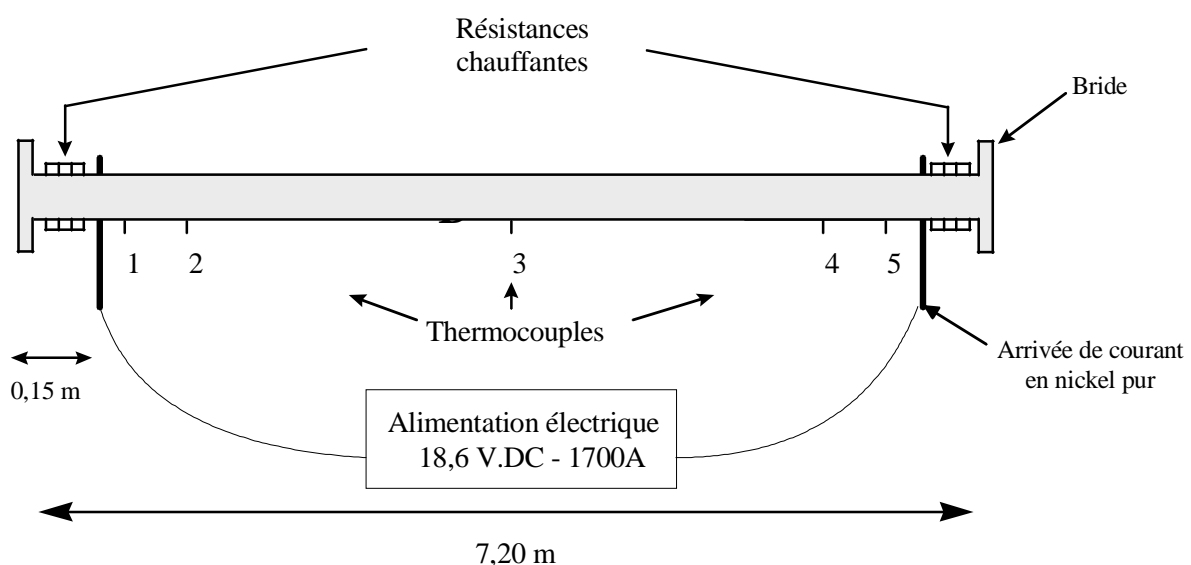 Résistances
chauffantes
Bride
1
2
3
4
5
Thermocouples
Arrivée de courant
en nickel pur
0,15 m
Alimentation électrique
18,6 V.DC - 1700A
7,20 m